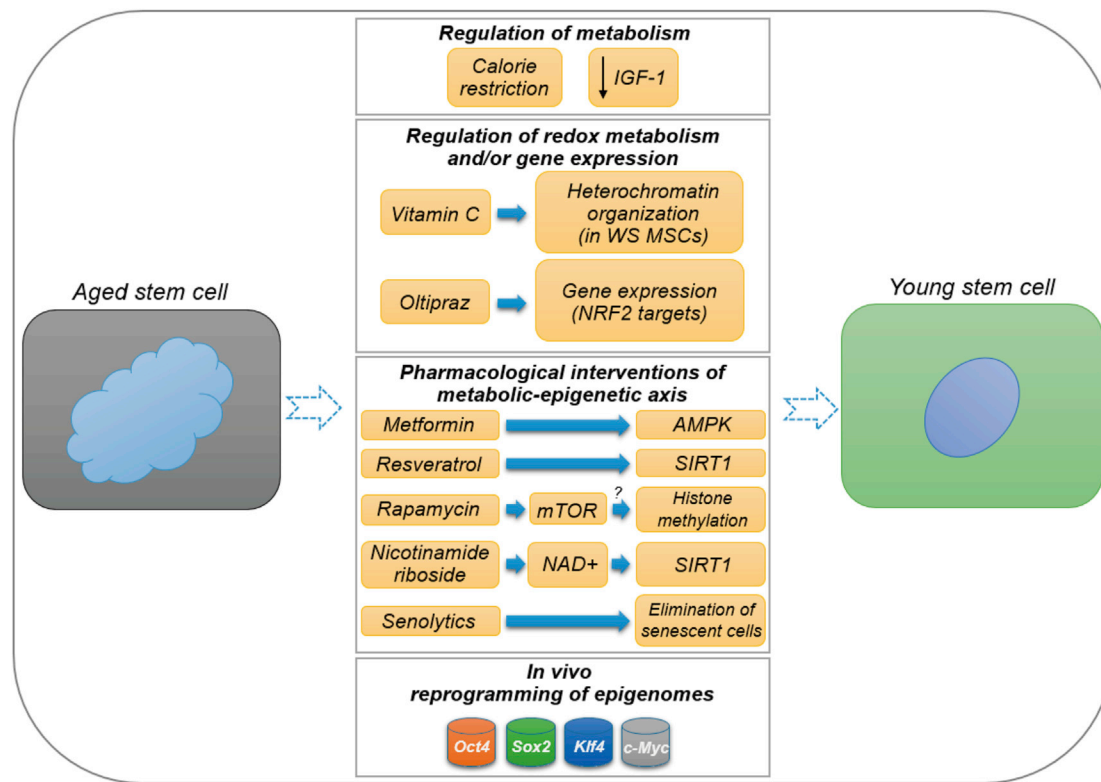 Regulation of metabolism
Calorie
restriction
IGF-1
Regulation of redox metabolism
and/or gene expression
Vitamin C
Heterochromatin
organization
(in WS MSCs)
Oltipraz
Gene expression
(NRF2 targets)
Aged stem cell
Young stem cell
Pharmacological interventions of
metabolic-epigenetic axis
Metformin
AMPK
Resveratrol
SIRT1
Rapamycin
mTOR
?
Histone
methylation
Nicotinamide
riboside
NAD+
SIRT1
Senolytics
Elimination of
senescent cells
In vivo
reprogramming of epigenomes
Oct4
Sox2
Klf4
c-Myc